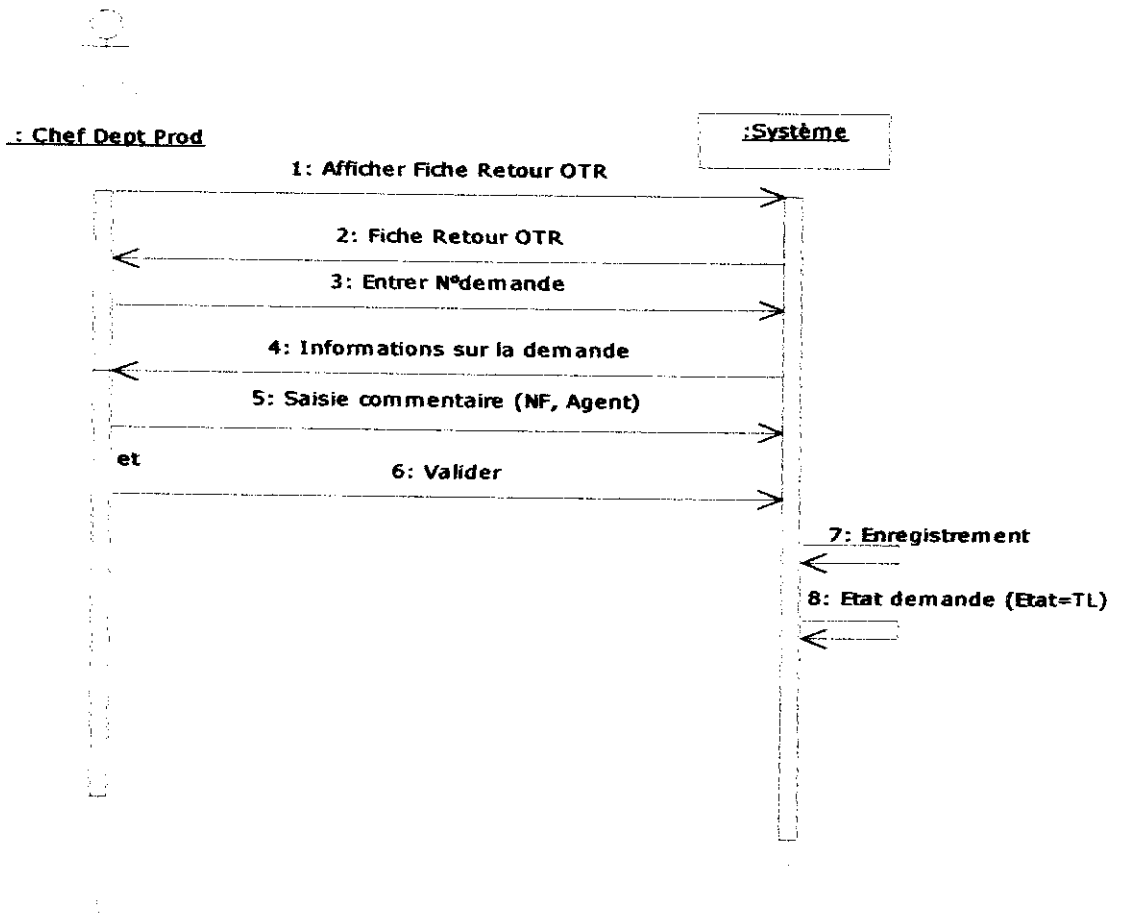 : Chef Dept Prod
:Système
1: Afficher Fiche Retour OTR
2: Fiche Retour OTR
3: Entrer N°demande
4: Informations sur la demande
5: Saisie commentaire (NF, Agent)
et
6: Valider
7: Enregistrement
8: Etat demande (Etat=TL)